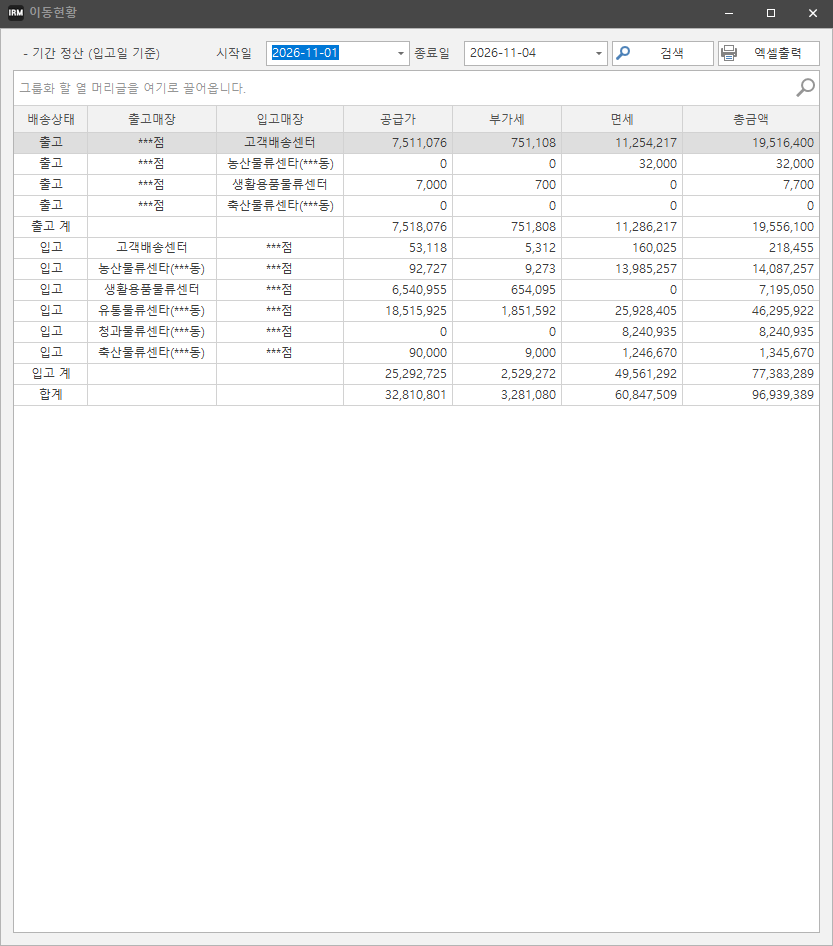 IRM 이동현황
- 기간 정산 (입고일 기준) 시작일 2026-11-01 종료일 2026-11-04 검색 엑셀출력
그룹화 할 열 머리글을 여기로 끌어옵니다.
배송상태 출고매장 입고매장 공급가 부가세 면세 총금액
출고 ***점 고객배송센터 7,511,076 751,108 11,254,217 19,516,400
출고 ***점 농산물류센타(***동) 0 0 32,000 32,000
출고 ***점 생활용품물류센터 7,000 700 0 7,700
출고 ***점 축산물류센타(***동) 0 0 0 0
출고 계 7,518,076 751,808 11,286,217 19,556,100
입고 고객배송센터 ***점 53,118 5,312 160,025 218,455
입고 농산물류센타(***동) ***점 92,727 9,273 13,985,257 14,087,257
입고 생활용품물류센터 ***점 6,540,955 654,095 0 7,195,050
입고 유통물류센타(***동) ***점 18,515,925 1,851,592 25,928,405 46,295,922
입고 청과물류센타(***동) ***점 0 0 8,240,935 8,240,935
입고 축산물류센타(***동) ***점 90,000 9,000 1,246,670 1,345,670
입고 계 25,292,725 2,529,272 49,561,292 77,383,289
합계 32,810,801 3,281,080 60,847,509 96,939,389